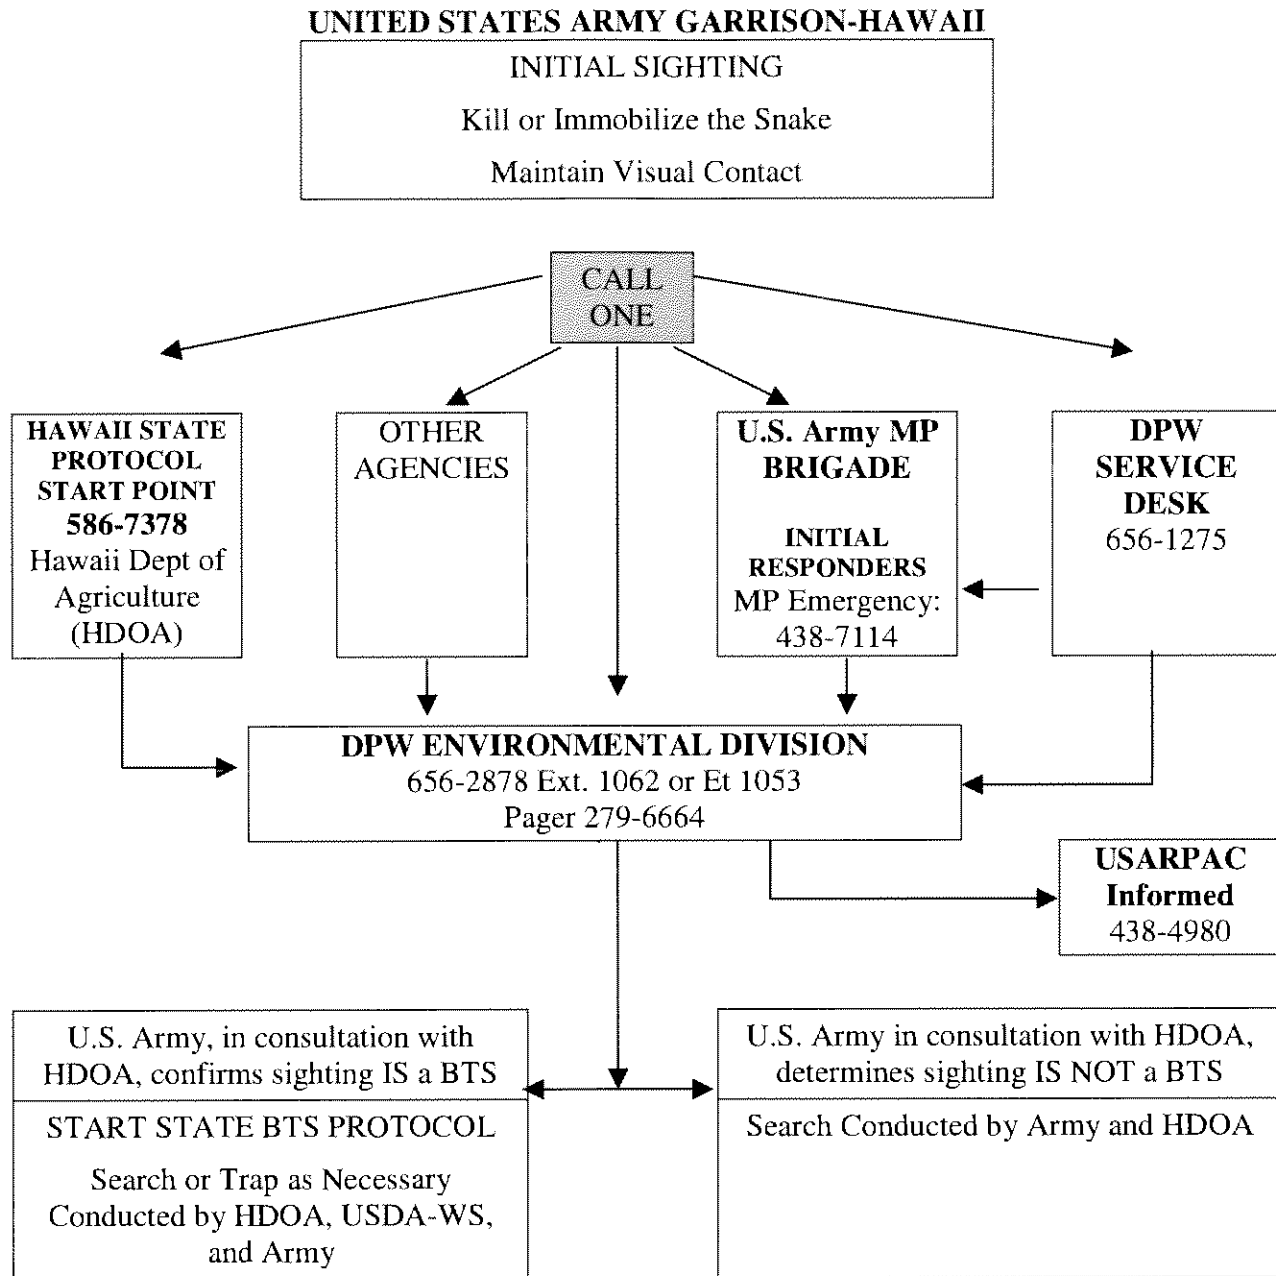 UNITED STATES ARMY GARRISON-HAWAII
INITIAL SIGHTING
Kill or Immobilize the Snake
Maintain Visual Contact
CALL
ONE
HAWAII STATE
PROTOCOL
START POINT
586-7378
Hawaii Dept of
Agriculture
(HDOA)
OTHER
AGENCIES
U.S. Army MP
BRIGADE
INITIAL
RESPONDERS
MP Emergency:
438-7114
DPW
SERVICE
DESK
656-1275
DPW ENVIRONMENTAL DIVISION
656-2878 Ext. 1062 or Et 1053
Pager 279-6664
USARPAC
Informed
438-4980
U.S. Army, in consultation with
HDOA, confirms sighting IS a BTS
START STATE BTS PROTOCOL
Search or Trap as Necessary
Conducted by HDOA, USDA-WS,
and Army
U.S. Army in consultation with HDOA,
determines sighting IS NOT a BTS
Search Conducted by Army and HDOA